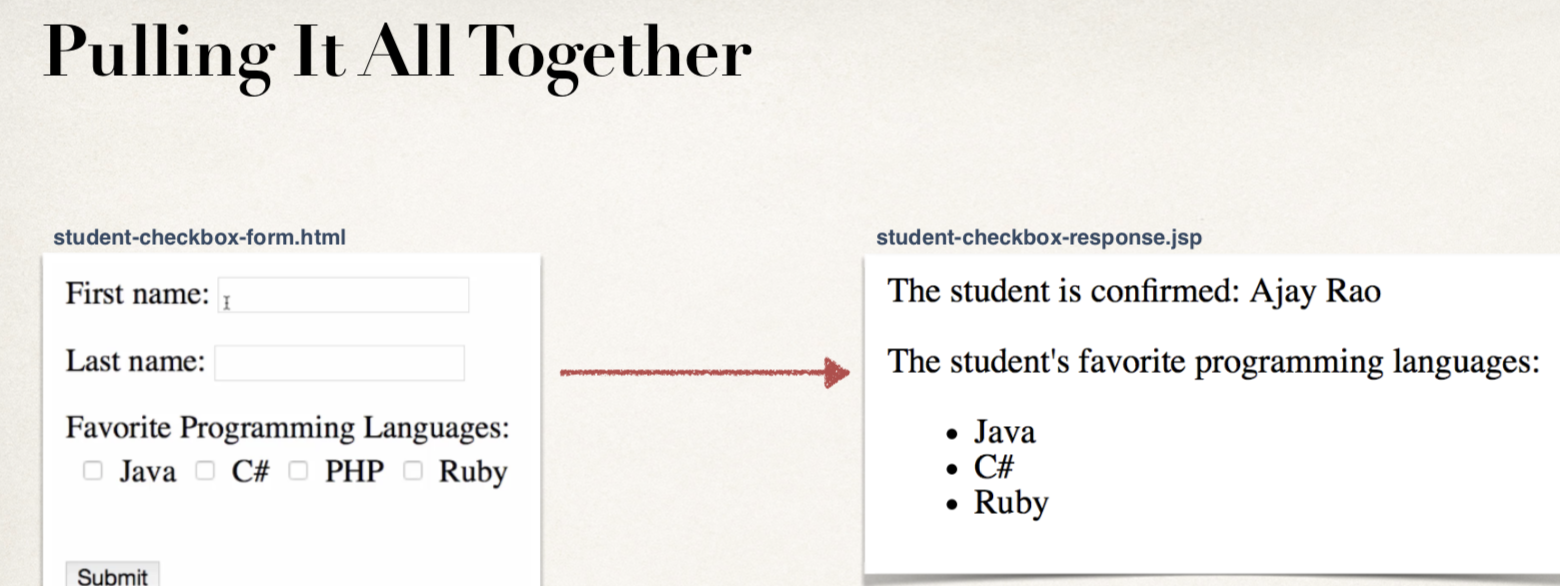 Pulling It All Together
student-checkbox-form.html
First name:
Last name:
Favorite Programming Languages:
Java C# PHP Ruby
Submit
student-checkbox-response.jsp
The student is confirmed: Ajay Rao
The student's favorite programming languages:
• Java
• C#
• Ruby